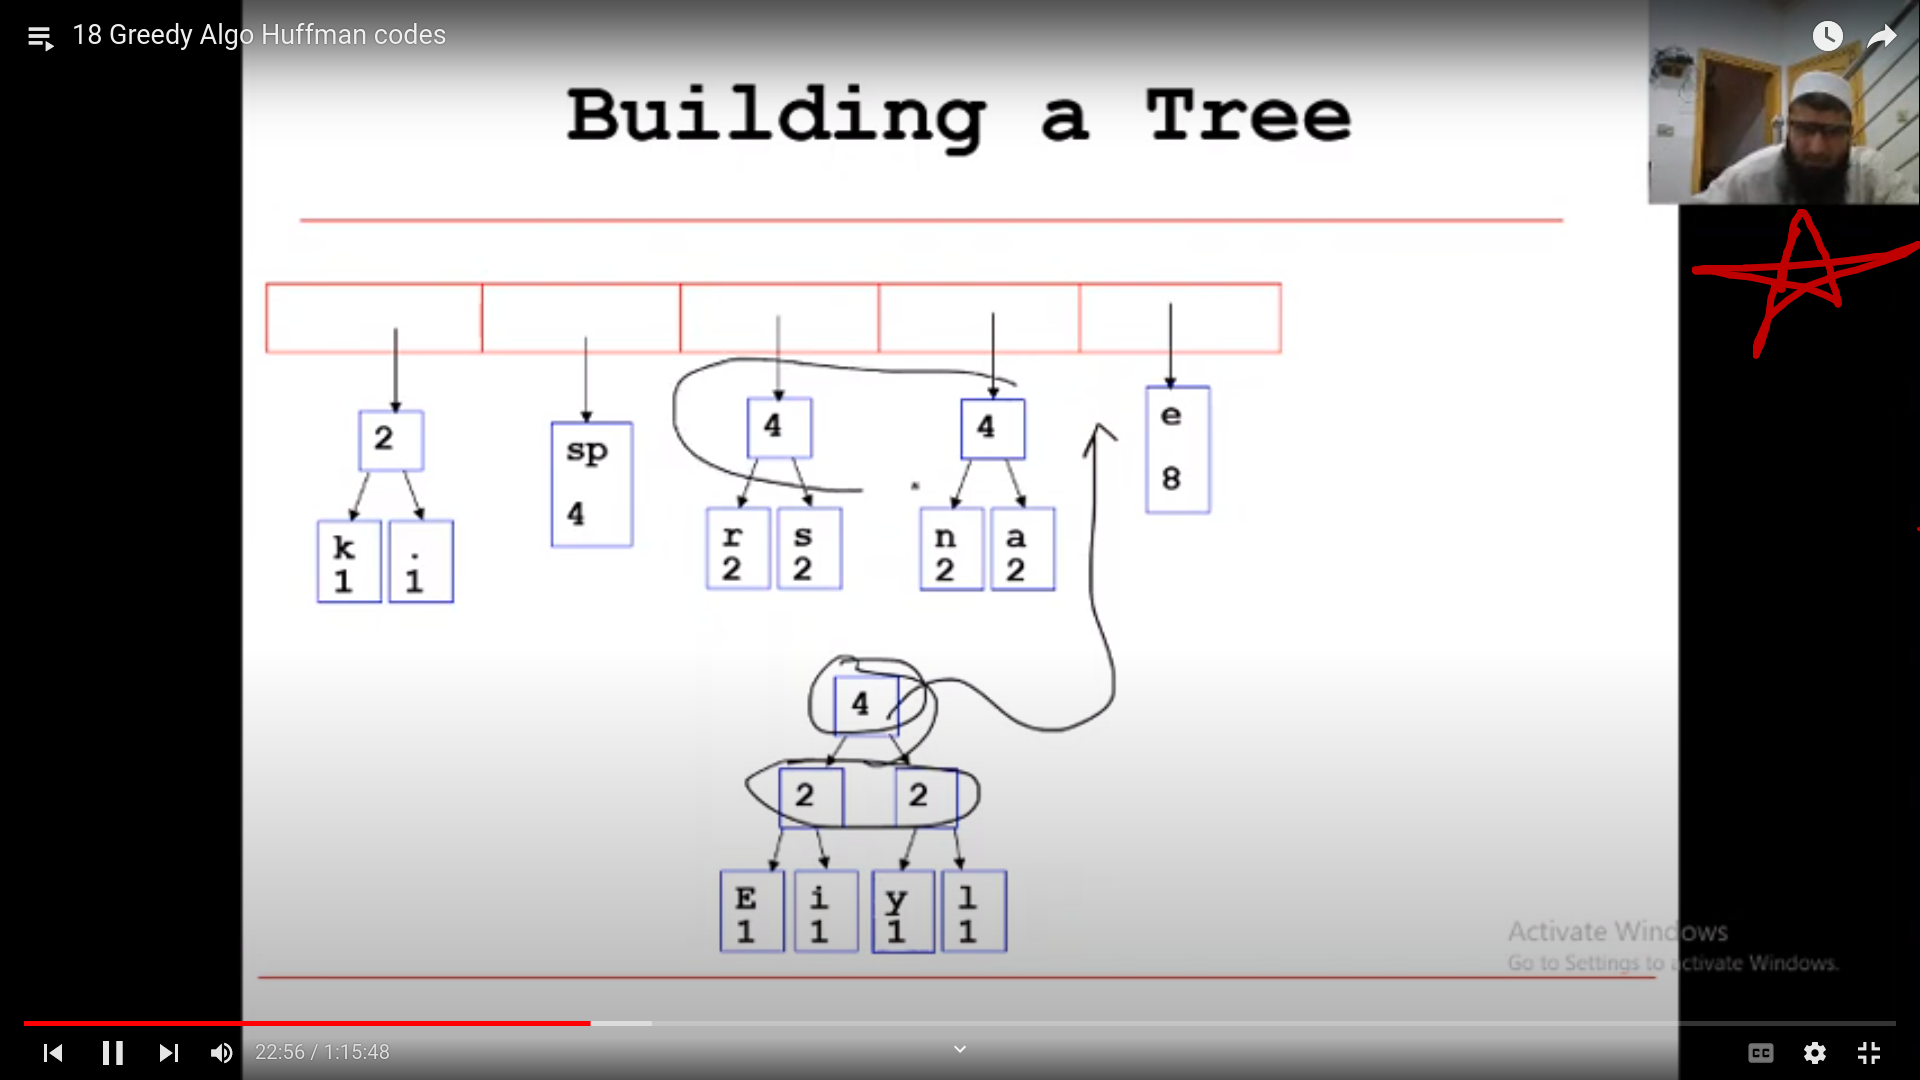 18 Greedy Algo Huffman codes
Building a Tree
2
sp
4
4
4
e
8
k
1
.
1
r
2
s
2
n
2
a
2
4
2
2
E
1
i
1
y
1
l
1
Activate Windows
Go to Settings to activate Windows.
22:56 / 1:15:48
CC